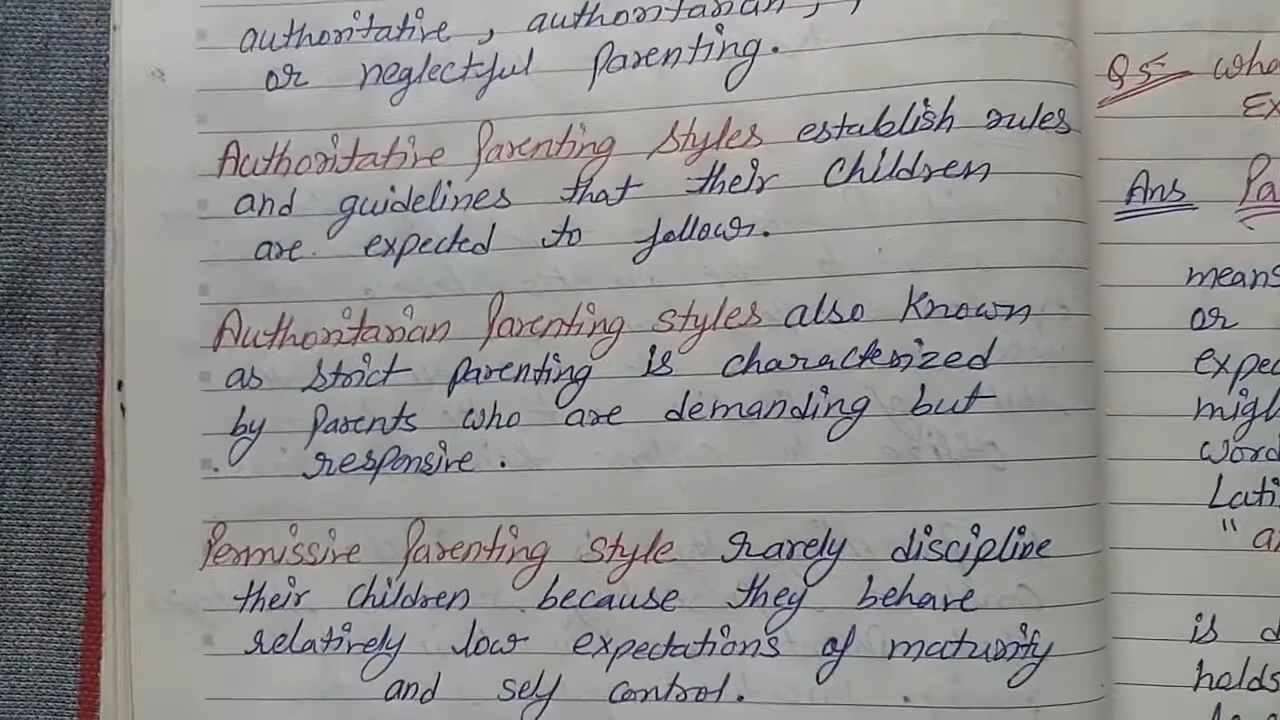 authoritative, authoritarian, ,
or neglectful Parenting.
Authoritative Parenting Styles establish rules
and guidelines that their children
are expected to follow.
Authoritarian Parenting styles also known
as strict parenting is characterized
by Parents who are demanding but
responsive.
Permissive Parenting style rarely discipline
their children because they behave
relatively low expectations of maturity
and self control.
Q5
Ans
means
or
is
holds